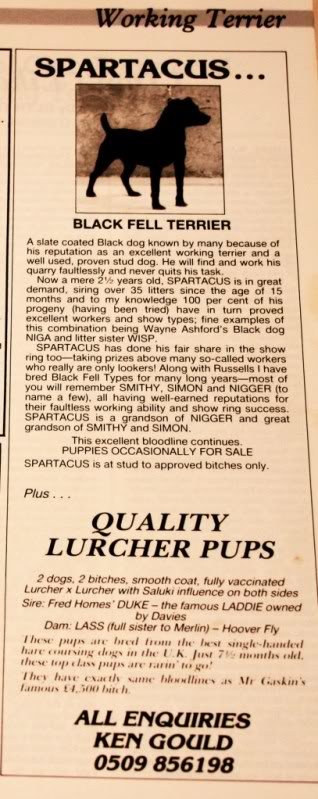 Working Terrier
SPARTACUS...
BLACK FELL TERRIER
A slate coated Black dog known by many because of
his reputation as an excellent working terrier and a
well used, proven stud dog. He will find and work his
quarry faultlessly and never quits his task.
Now a mere 2½ years old, SPARTACUS is in great
demand, siring over 35 litters since the age of 15
months and to my knowledge 100 per cent of his
progeny (having been tried) have in turn proved
excellent workers and show types; fine examples of
this combination being Wayne Ashford's Black dog
NIGA and litter sister WISP.
SPARTACUS has done his fair share in the show
ring too—taking prizes above many so-called workers
who really are only lookers! Along with Russells I have
bred Black Fell Types for many long years—most of
you will remember SMITHY, SIMON and NIGGER (to
name a few), all having well-earned reputations for
their faultless working ability and show ring success.
SPARTACUS is a grandson of NIGGER and great
grandson of SMITHY and SIMON.
This excellent bloodline continues.
PUPPIES OCCASIONALLY FOR SALE
SPARTACUS is at stud to approved bitches only.
Plus . . .
QUALITY
LURCHER PUPS
2 dogs, 2 bitches, smooth coat, fully vaccinated
Lurcher x Lurcher with Saluki influence on both sides
Sire: Fred Homes' DUKE – the famous LADDIE owned
by Davies
Dam: LASS (full sister to Merlin) – Hoover Fly
These pups are bred from the best single-handed
hare coursing dogs in the U.K. Just 7½ months old,
these top class pups are rarin' to go!
They have exactly same bloodlines as Mr Gaskin's
famous £4,500 bitch.
ALL ENQUIRIES
KEN GOULD
0509 856198